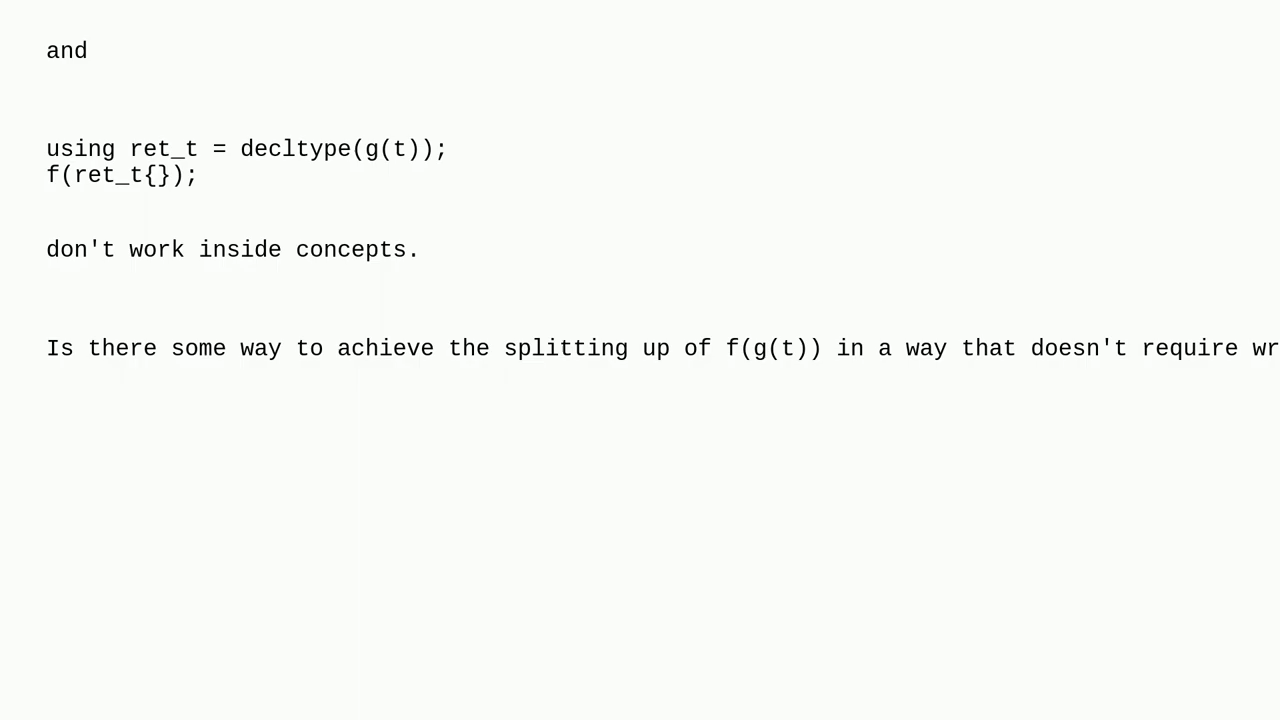 and
using ret_t = decltype(g(t));
f(ret_t{});
don't work inside concepts.
Is there some way to achieve the splitting up of f(g(t)) in a way that doesn't require